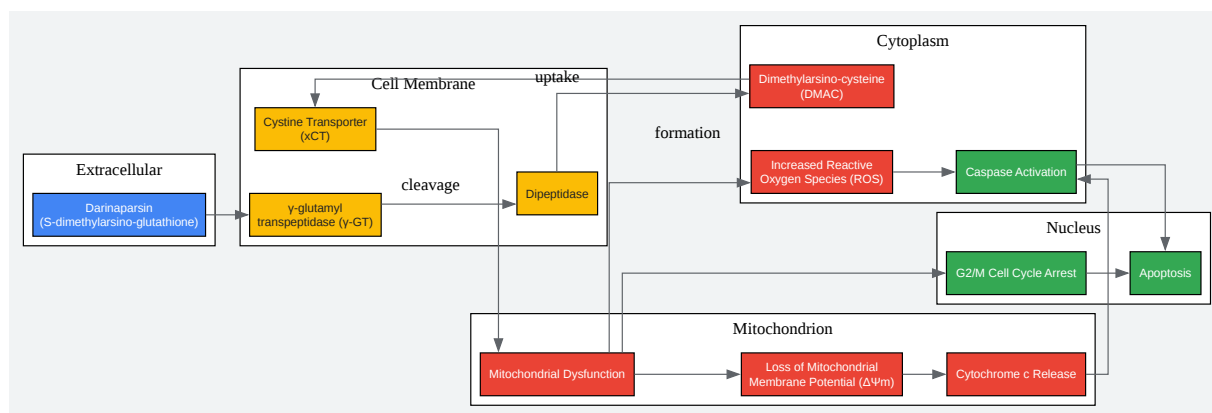 Extracellular
Darinaparsin
(S-dimethylarsino-glutathione)
Cell Membrane
uptake
Cystine Transporter
(xCT)
γ-glutamyl
transpeptidase (γ-GT)
cleavage
Dipeptidase
formation
Cytoplasm
Dimethylarsino-cysteine
(DMAC)
Increased Reactive
Oxygen Species (ROS)
Caspase Activation
Nucleus
G2/M Cell Cycle Arrest
Apoptosis
Mitochondrion
Mitochondrial Dysfunction
Loss of Mitochondrial
Membrane Potential (ΔΨm)
Cytochrome c Release